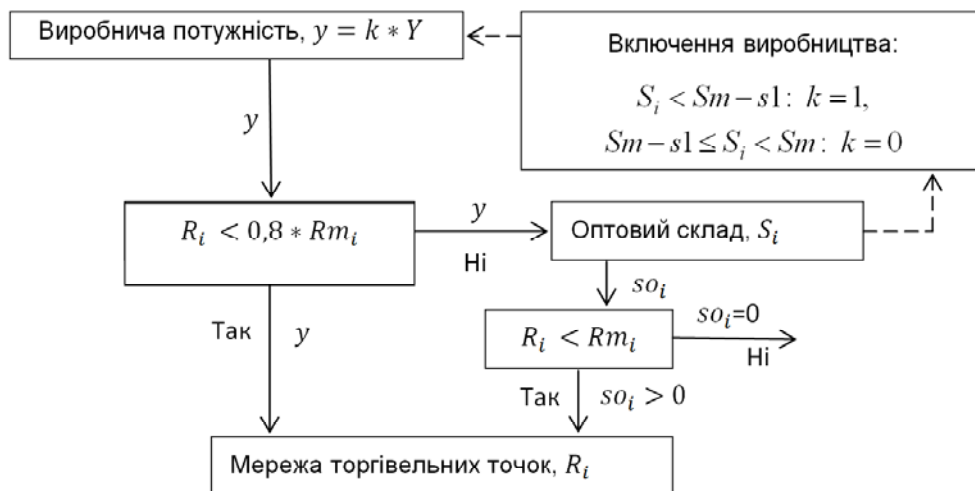 Виробнича потужність, y = k * Y
Включення виробництва:
S_i < Sm − s1: k = 1,
Sm − s1 ≤ S_i < Sm: k = 0
y
R_i < 0,8 * Rm_i
y
Ні
Оптовий склад, S_i
so_i
Так
y
R_i < Rm_i
so_i=0
Ні
Так
so_i > 0
Мережа торгівельних точок, R_i